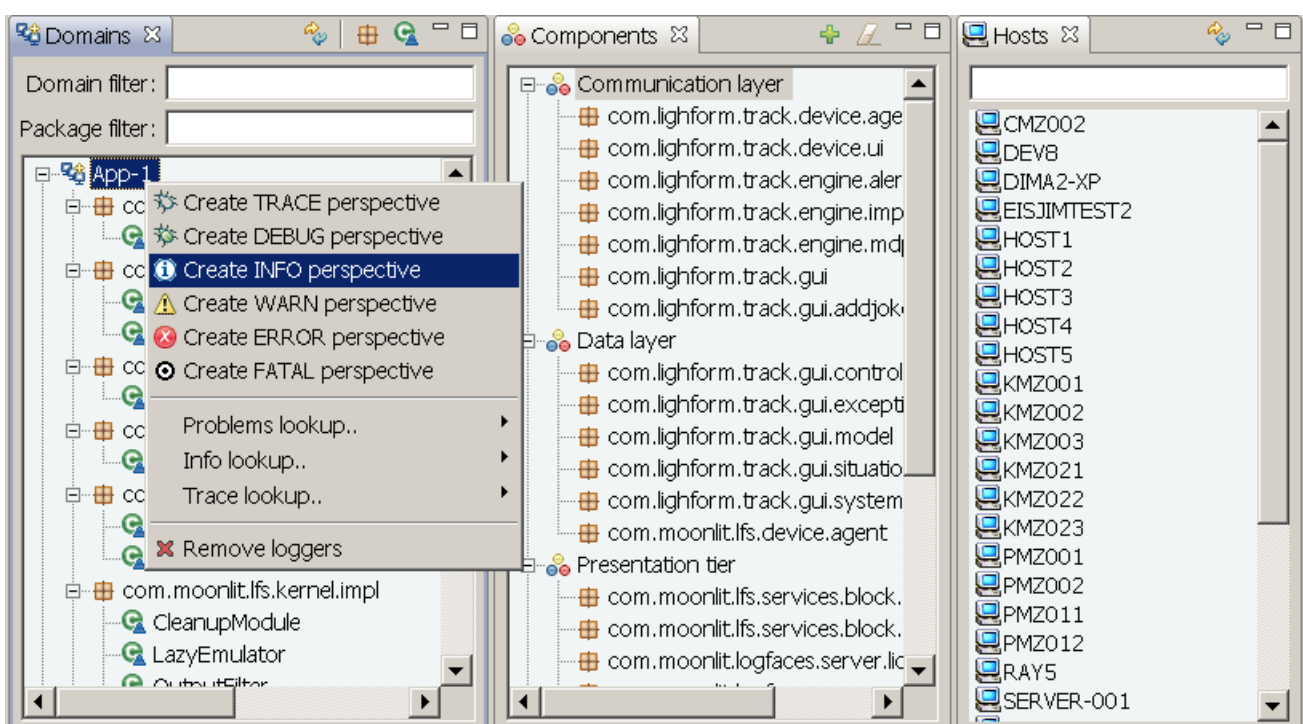 Domains
Domain filter:
Package filter:
App-1
Create TRACE perspective
Create DEBUG perspective
Create INFO perspective
Create WARN perspective
Create ERROR perspective
Create FATAL perspective
Problems lookup..
Info lookup..
Trace lookup..
Remove loggers
com.moonlit.lfs.kernel.impl
CleanupModule
LazyEmulator
OutputFilter
Components
Communication layer
com.lighform.track.device.age
com.lighform.track.device.ui
com.lighform.track.engine.aler
com.lighform.track.engine.imp
com.lighform.track.engine.md
com.lighform.track.gui
com.lighform.track.gui.addjok
Data layer
com.lighform.track.gui.control
com.lighform.track.gui.excepti
com.lighform.track.gui.model
com.lighform.track.gui.situatio
com.lighform.track.gui.system
com.moonlit.lfs.device.agent
Presentation tier
com.moonlit.lfs.services.block.
com.moonlit.lfs.services.block.
com.moonlit.logfaces.server.lic
Hosts
CMZ002
DEV8
DIMA2-XP
EISJIMTEST2
HOST1
HOST2
HOST3
HOST4
HOST5
KMZ001
KMZ002
KMZ003
KMZ021
KMZ022
KMZ023
PMZ001
PMZ002
PMZ011
PMZ012
RAY5
SERVER-001